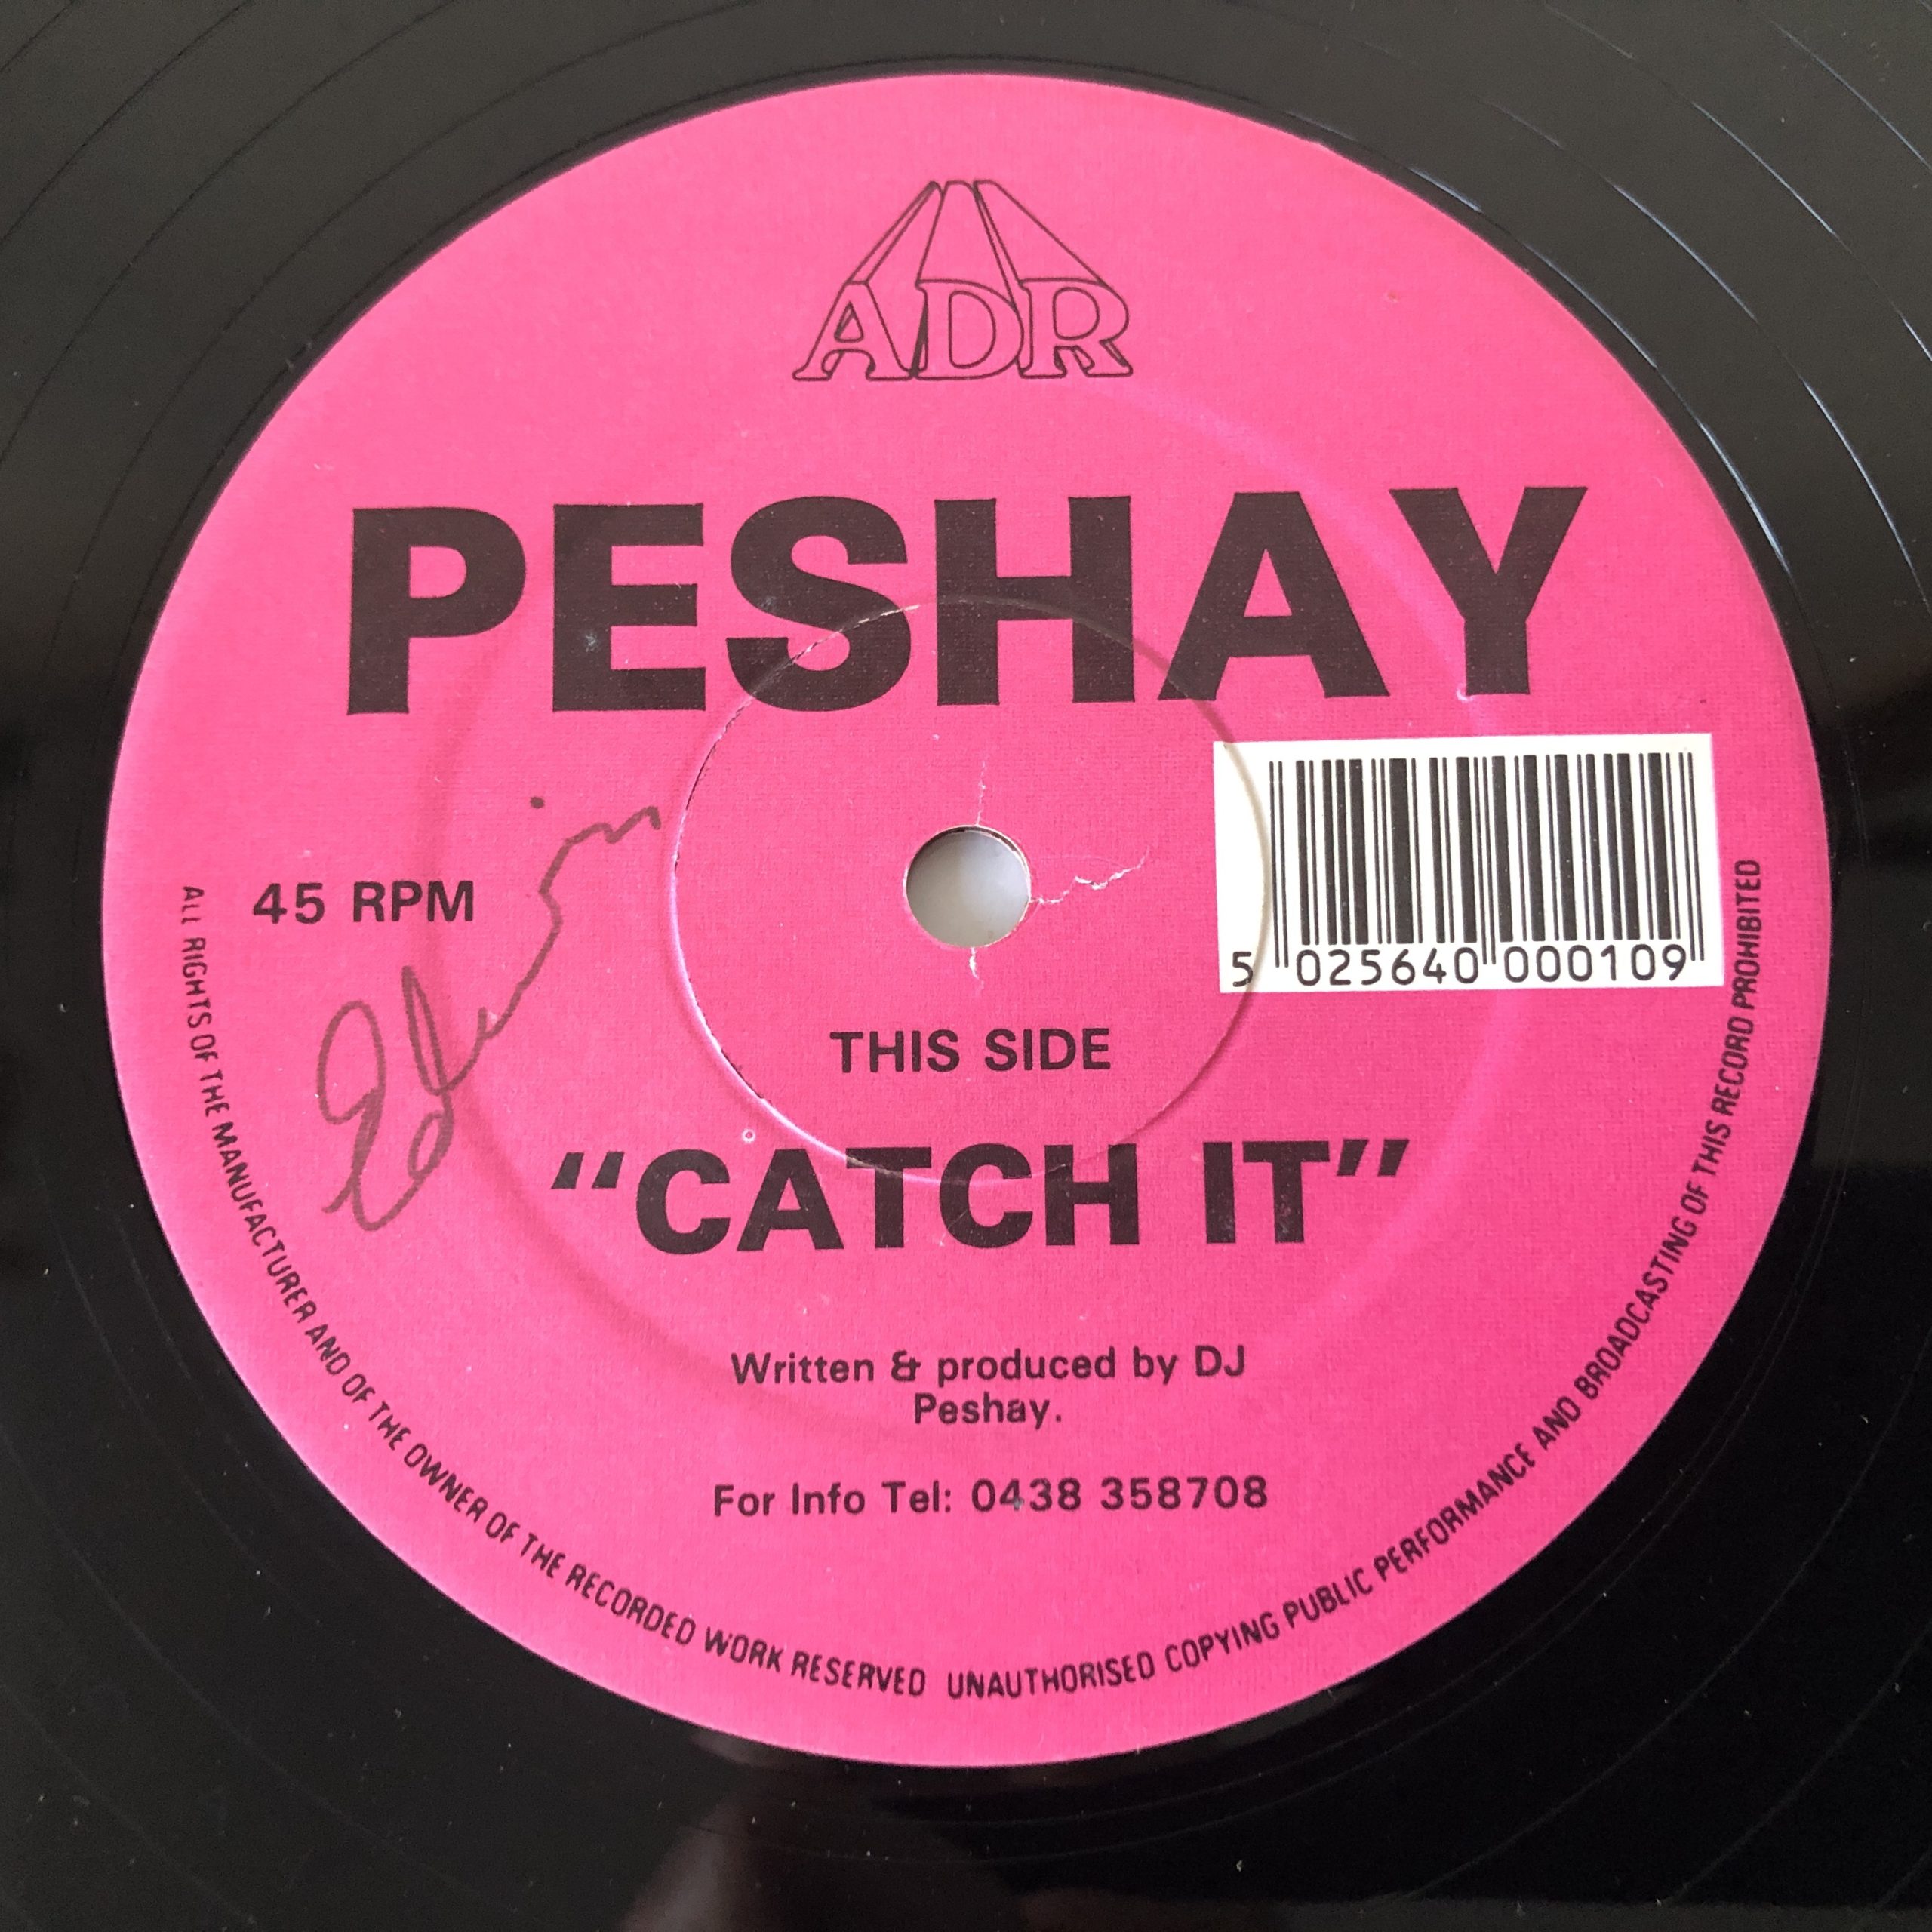 ADR
PESHAY
45 RPM
Edwin
5 025640 000109
THIS SIDE
“CATCH IT”
Written & produced by DJ
Peshay.
For Info Tel: 0438 358708
ALL RIGHTS OF THE MANUFACTURER AND OF THE OWNER OF THE RECORDED WORK RESERVED UNAUTHORISED COPYING PUBLIC PERFORMANCE AND BROADCASTING OF THIS RECORD PROHIBITED